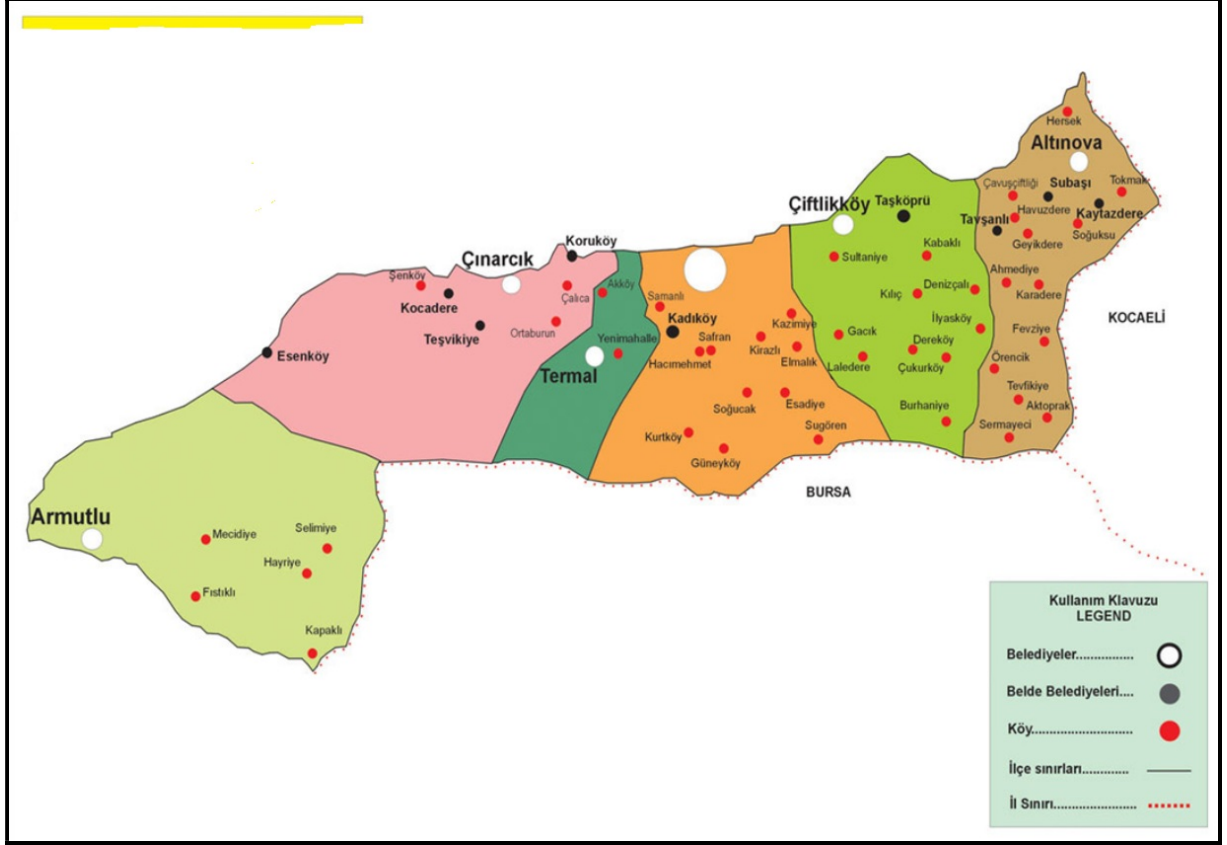 Hersek
Altınova
Çavuşçiftliği
Subaşı
Tokmak
Havuzdere
Kaytazdere
Tavşanlı
Soğuksu
Geyikdere
Çiftlikköy
Taşköprü
Kabaklı
Sultaniye
Ahmediye
Karadere
Denizçalı
Kılıç
KOCAELİ
İlyasköy
Fevziye
Gacık
Dereköy
Örencik
Laledere
Çukurköy
Tevfikiye
Aktoprak
Burhaniye
Sermayeci
Koruköy
Çınarcık
Şenköy
Kocadere
Çalıca
Akköy
Samanlı
Kadıköy
Kazimiye
Teşvikiye
Ortaburun
Yenimahalle
Safran
Kirazlı
Elmalık
Hacımehmet
Esenköy
Termal
Soğucak
Esadiye
Kurtköy
Sugören
Güneyköy
BURSA
Armutlu
Mecidiye
Selimiye
Hayriye
Fıstıklı
Kapaklı
Kullanım Klavuzu
LEGEND
Belediyeler................
Belde Belediyeleri....
Köy............................
İlçe sınırları.............
İl Sınırı.......................